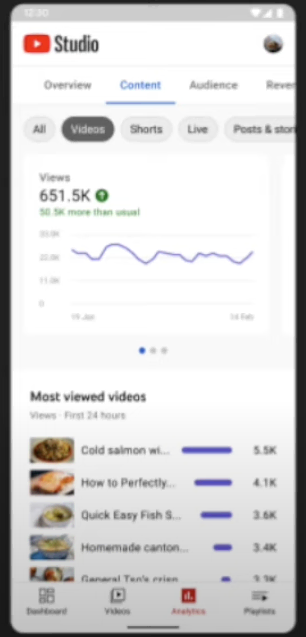 12:30
Studio
Overview Content Audience Rever
All Videos Shorts Live Posts & stori
Views
651.5K
50.5K more than usual
33.0K
22.0K
11.0K
0
19 Jan 14 Feb
Most viewed videos
Views · First 24 hours
Cold salmon wi... 5.5K
How to Perfectly... 4.1K
Quick Easy Fish S... 3.6K
Homemade canton... 3.4K
General Tso's crisp 3.3K
Dashboard Videos Analytics Playlists